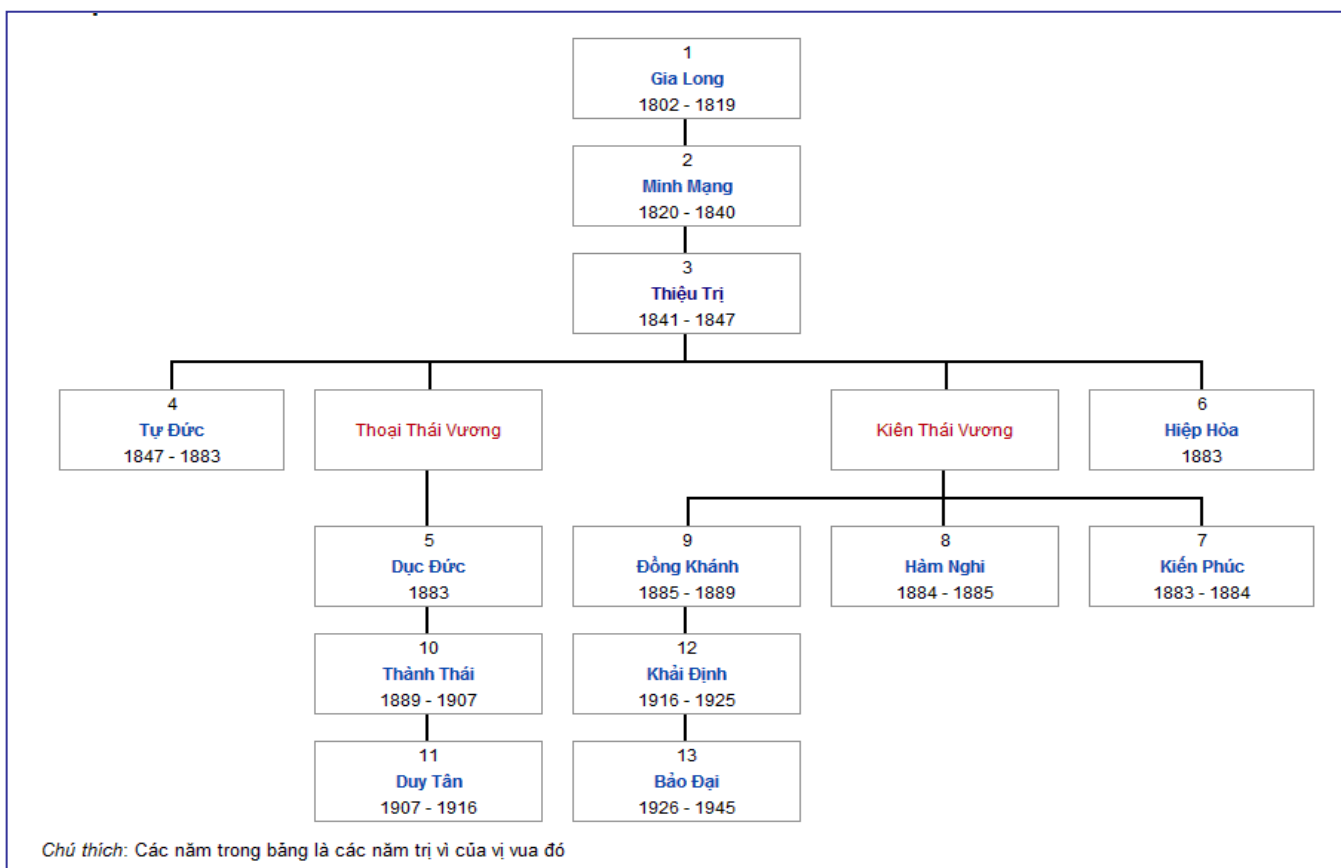 1
Gia Long
1802 - 1819
2
Minh Mạng
1820 - 1840
3
Thiệu Trị
1841 - 1847
4
Tự Đức
1847 - 1883
Thoại Thái Vương
Kiên Thái Vương
6
Hiệp Hòa
1883
5
Dục Đức
1883
9
Đồng Khánh
1885 - 1889
8
Hàm Nghi
1884 - 1885
7
Kiến Phúc
1883 - 1884
10
Thành Thái
1889 - 1907
12
Khải Định
1916 - 1925
11
Duy Tân
1907 - 1916
13
Bảo Đại
1926 - 1945
Chú thích: Các năm trong bảng là các năm trị vì của vị vua đó